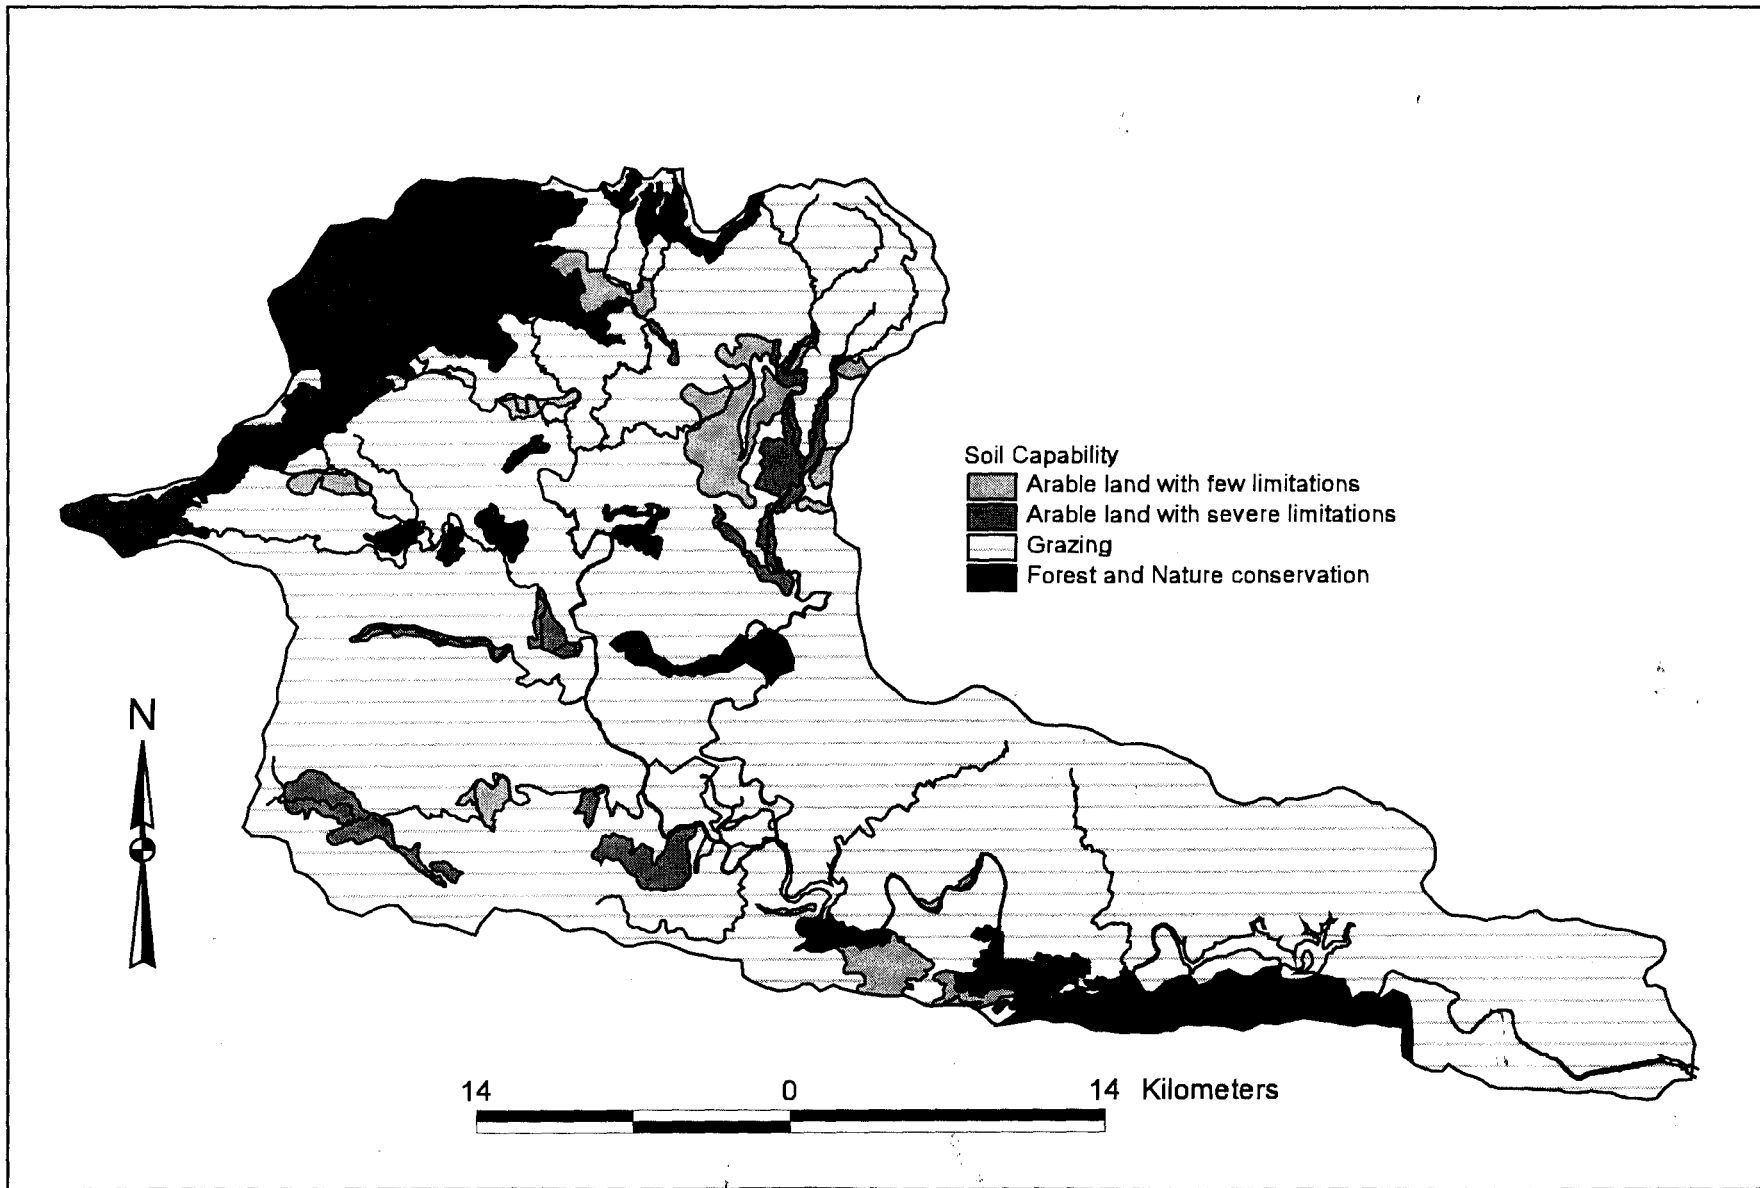 Soil Capability
Arable land with few limitations
Arable land with severe limitations
Grazing
Forest and Nature conservation
N
14 0 14 Kilometers